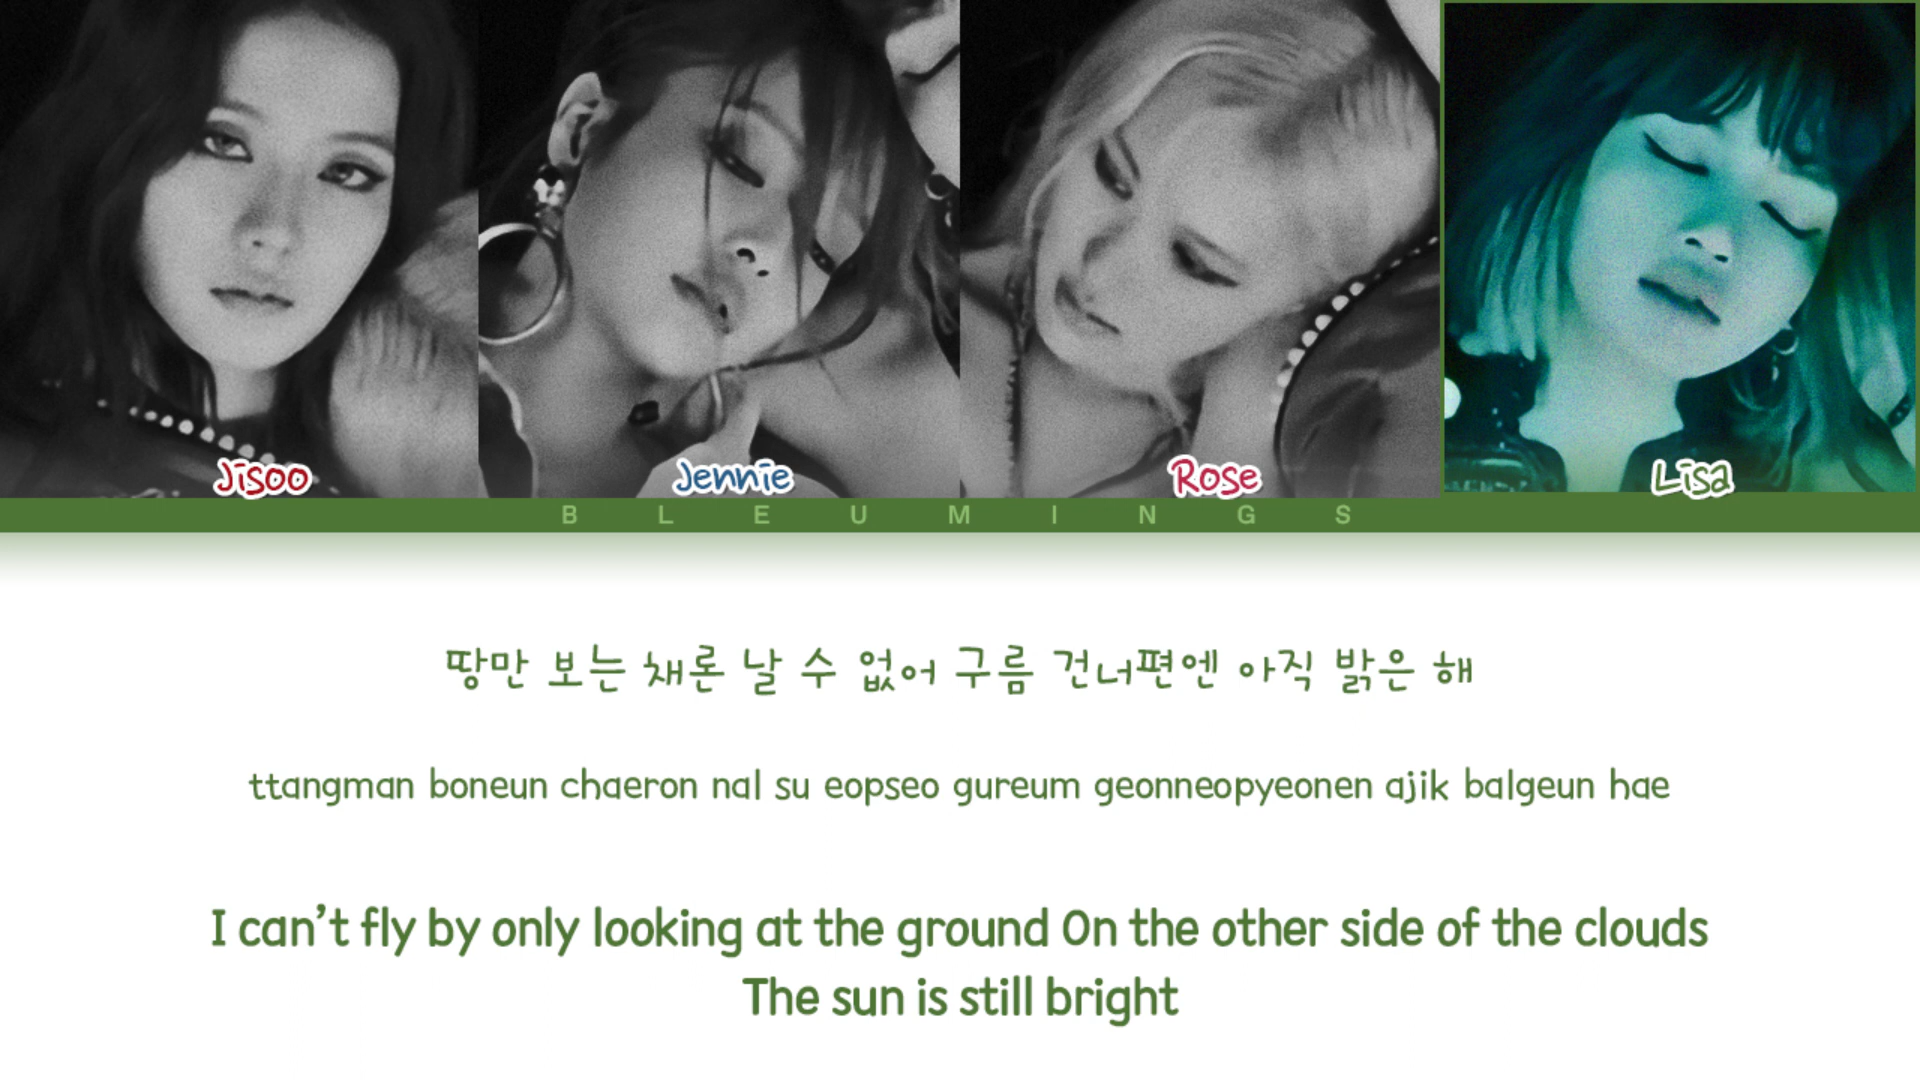 Jisoo Jennie Rose Lisa
BLEUMINGS
땅만 보는 채론 날 수 없어 구름 건너편엔 아직 밝은 해
ttangman boneun chaeron nal su eopseo gureum geonneopyeonen ajik balgeun hae
I can't fly by only looking at the ground On the other side of the clouds
The sun is still bright